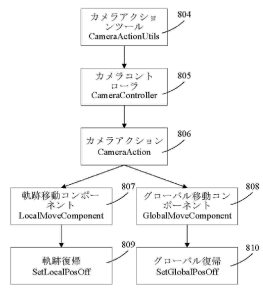 カメラアクショ
ンツール
CameraActionUtils
804
カメラコント
ローラ
CameraController
805
カメラアクション
CameraAction
806
軌跡移動コンポー
ネント
LocalMoveComponent
807
グローバル移動コン
ポーネント
GlobalMoveComponent
808
軌跡復帰
SetLocalPosOff
809
グローバル復帰
SetGlobalPosOff
810